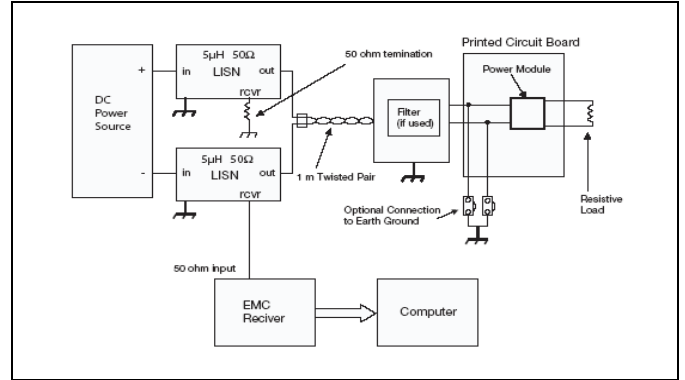 Printed Circuit Board
5µH 50Ω
LISN
in
out
rcvr
50 ohm temination
Power Module
+
DC
Power
Source
-
Filter
(if used)
5µH 50Ω
LISN
in
out
rcvr
1 m Twisted Pair
Optional Connection
to Earth Ground
Resistive
Load
50 ohm input
EMC
Reciver
Computer